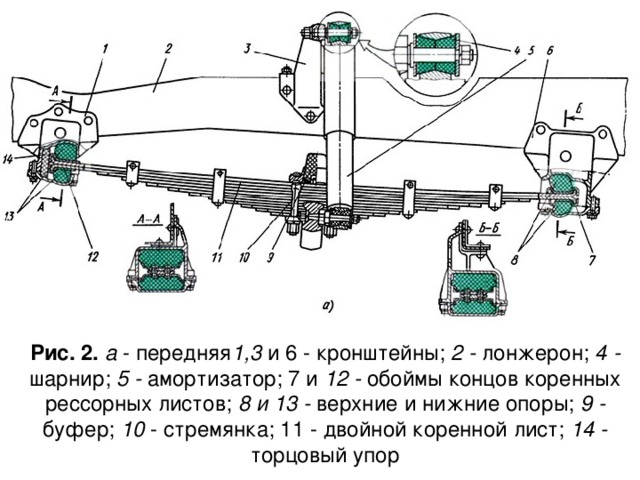 1 2 3 4 5 6
А Б
14
13 А Б
А–А Б–Б
12 11 10 9 8 7
а)
Рис. 2. а - передняя1,3 и 6 - кронштейны; 2 - лонжерон; 4 -
шарнир; 5 - амортизатор; 7 и 12 - обоймы концов коренных
рессорных листов; 8 и 13 - верхние и нижние опоры; 9 -
буфер; 10 - стремянка; 11 - двойной коренной лист; 14 -
торцовый упор